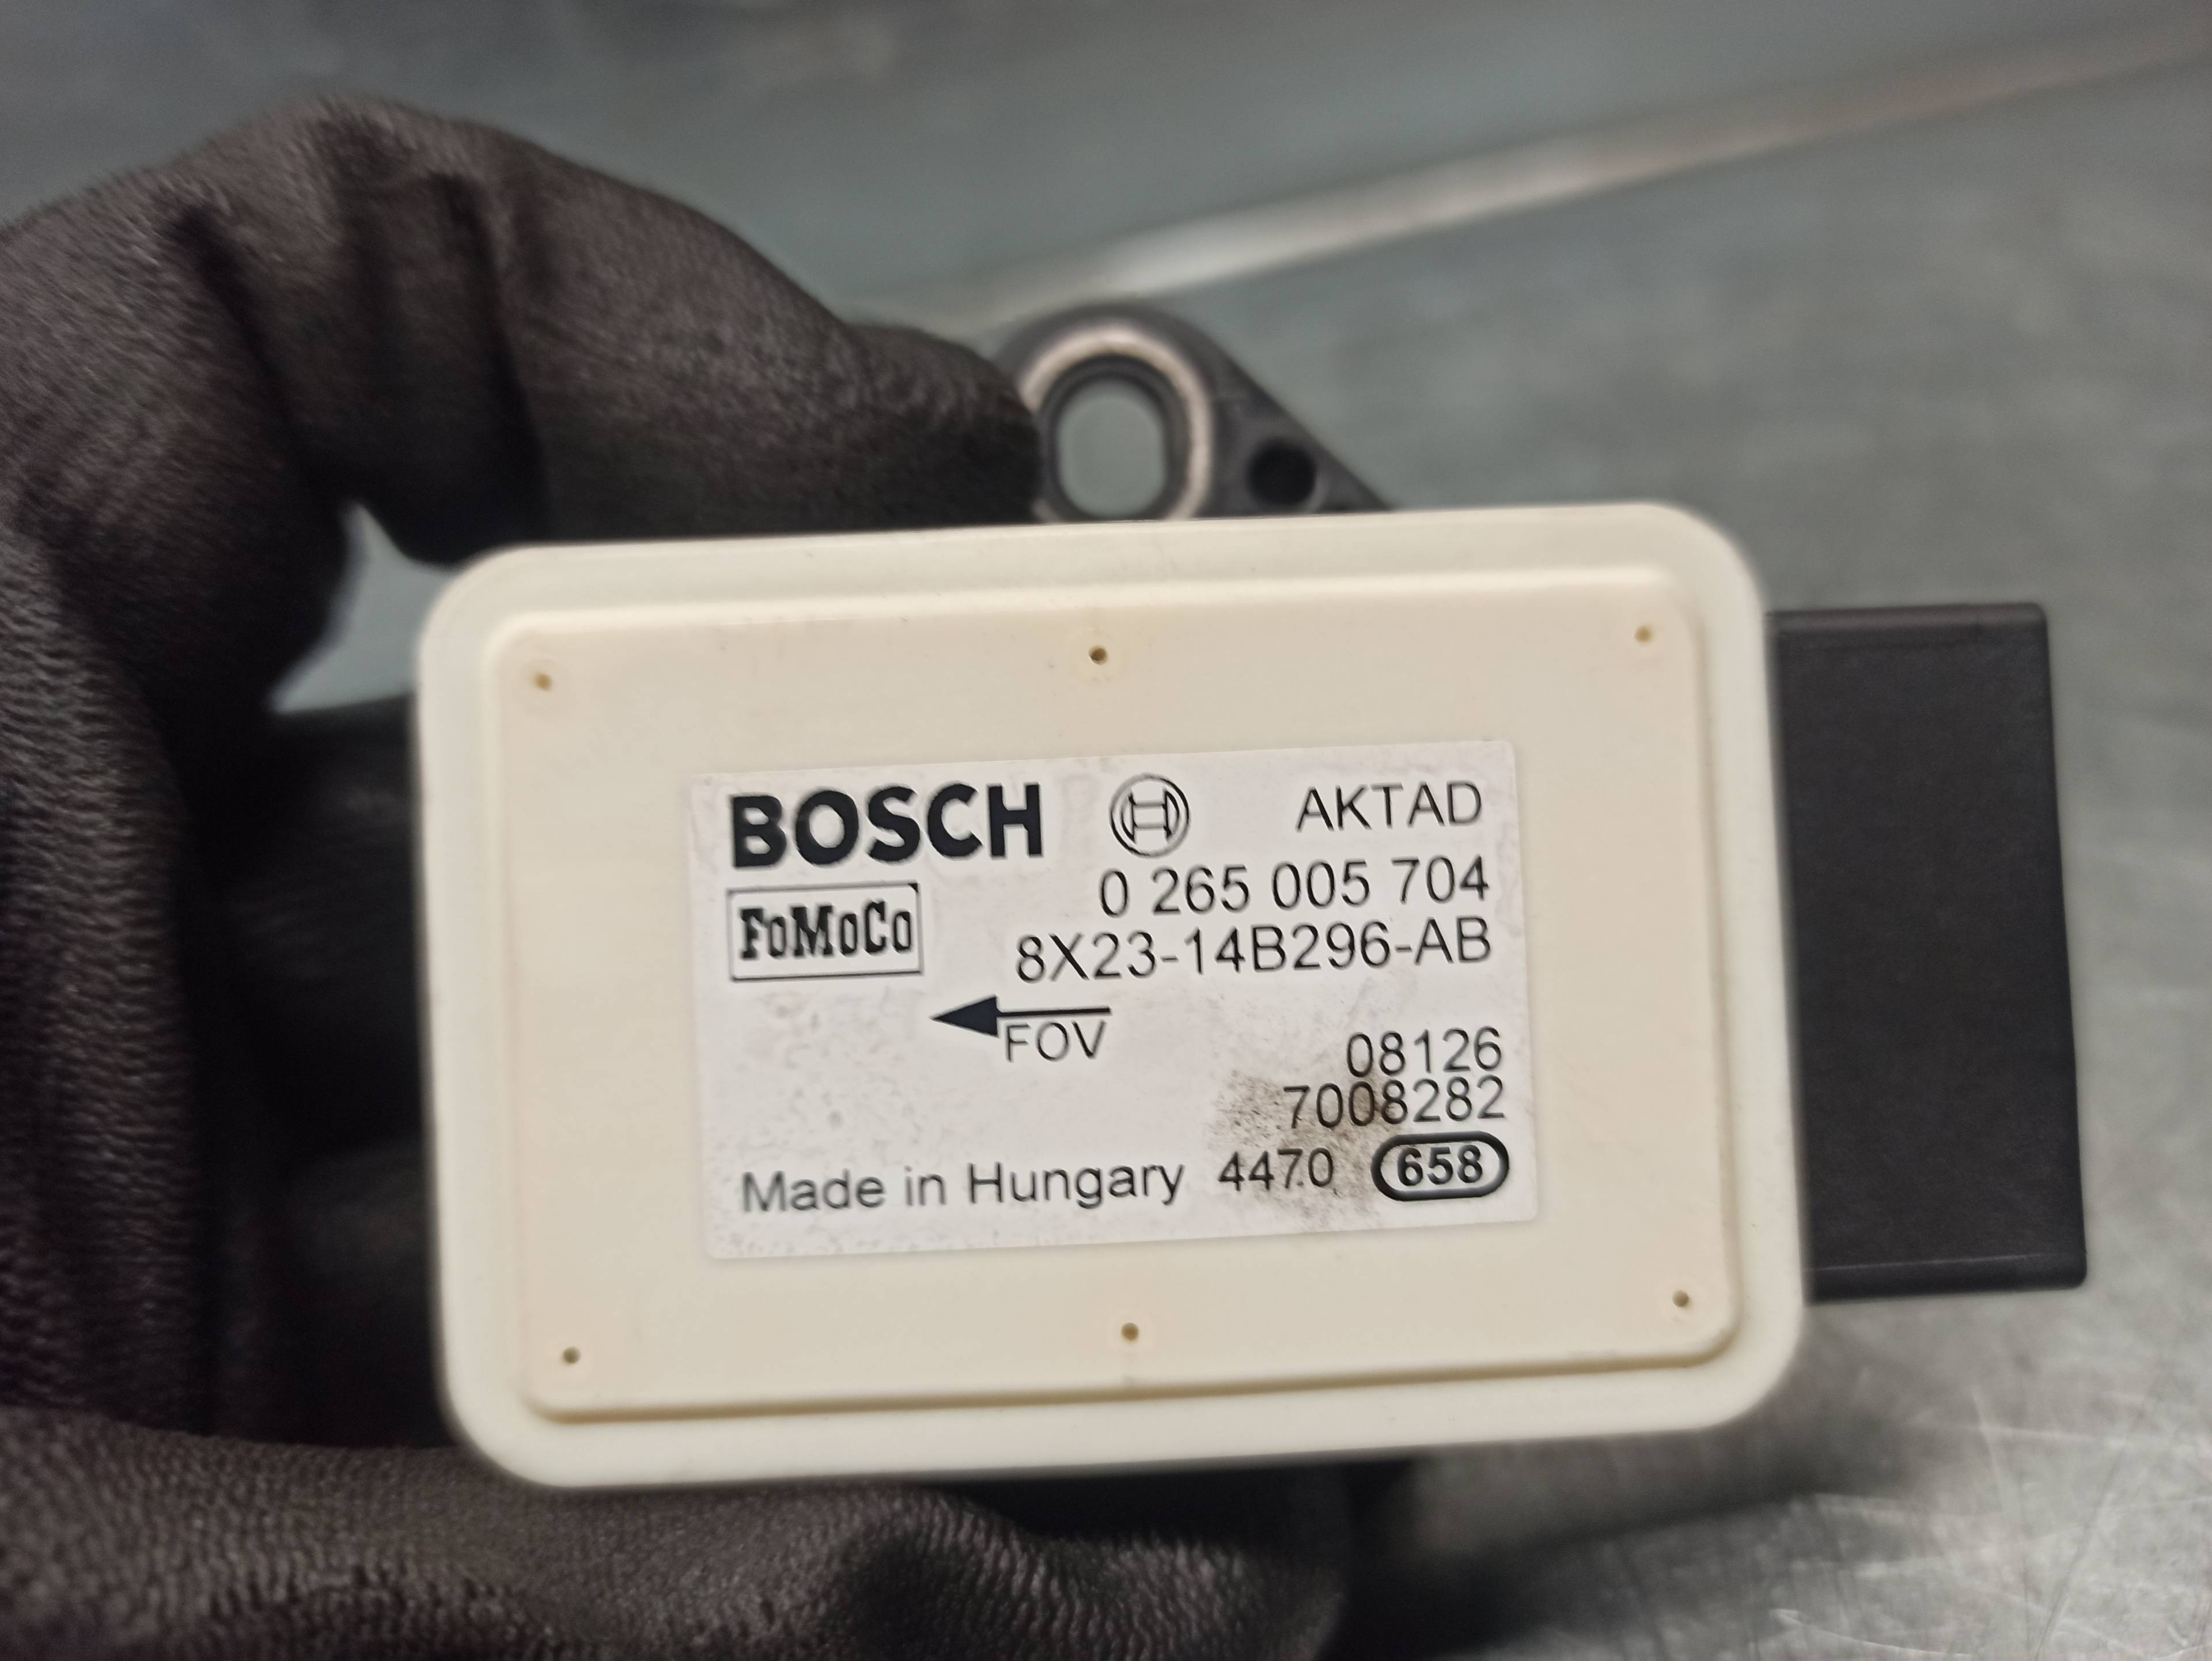 BOSCH AKTAD
0 265 005 704
FoMoCo
8X23-14B296-AB
FOV
08126
7008282
Made in Hungary 4470 658